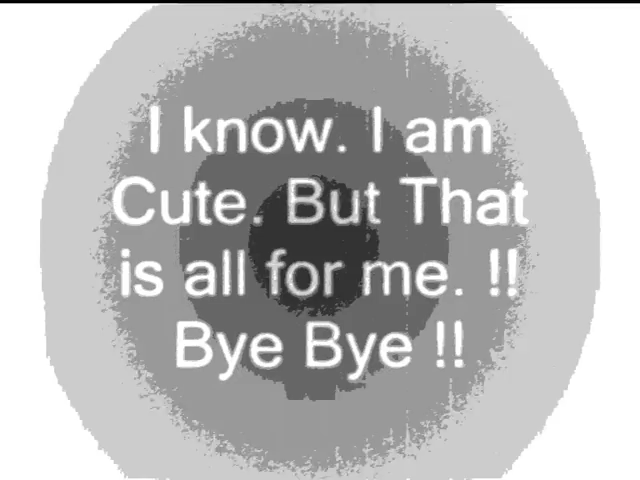 I know. I am
Cute. But That
is all for me. !!
Bye Bye !!